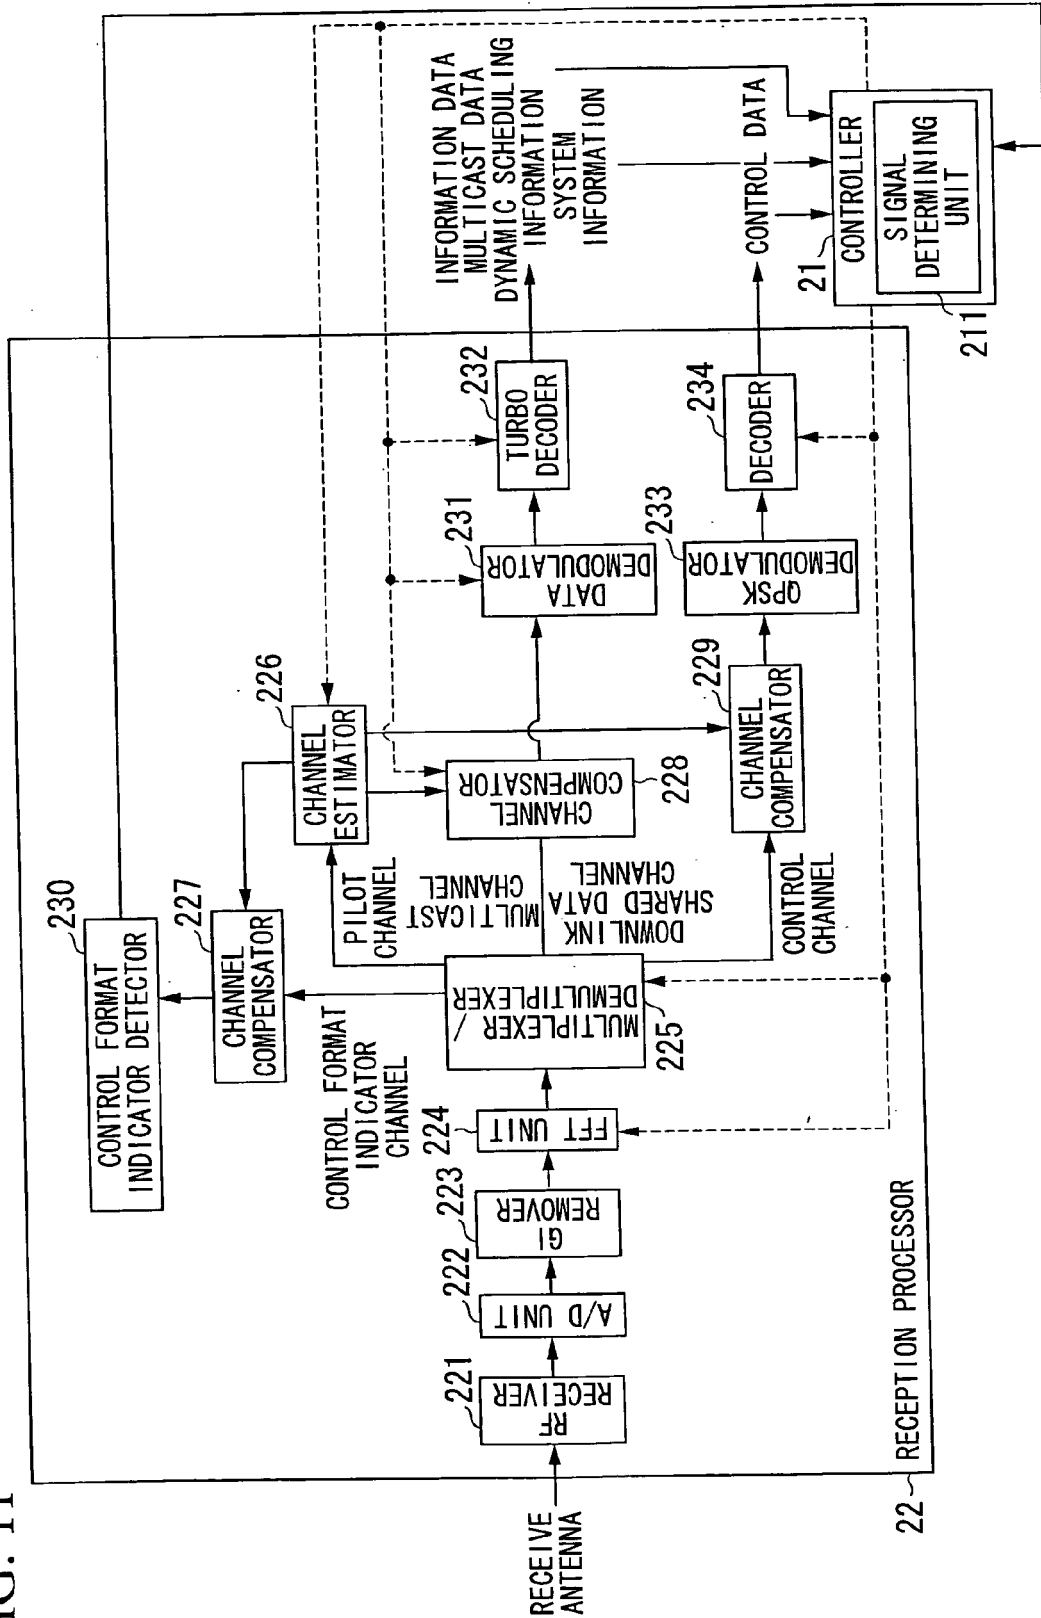 FIG. 11
RECEIVE
ANTENNA
22
RECEPTION PROCESSOR
221
RF
RECEIVER
222
A/D UNIT
223
GI
REMOVER
224
FFT UNIT
225
MULTIPLEXER
/
DEMULTIPLEXER
CONTROL FORMAT
INDICATOR
CHANNEL
PILOT
CHANNEL
MULTICAST
CHANNEL
DOWNLINK
SHARED DATA
CHANNEL
CONTROL
CHANNEL
230
CONTROL FORMAT
INDICATOR DETECTOR
227
CHANNEL
COMPENSATOR
226
CHANNEL
ESTIMATOR
228
CHANNEL
COMPENSATOR
229
CHANNEL
COMPENSATOR
231
DATA
DEMODULATOR
232
TURBO
DECODER
233
QPSK
DEMODULATOR
234
DECODER
INFORMATION DATA
MULTICAST DATA
DYNAMIC SCHEDULING
INFORMATION
SYSTEM
INFORMATION
CONTROL DATA
21
CONTROLLER
SIGNAL
DETERMINING
UNIT
211